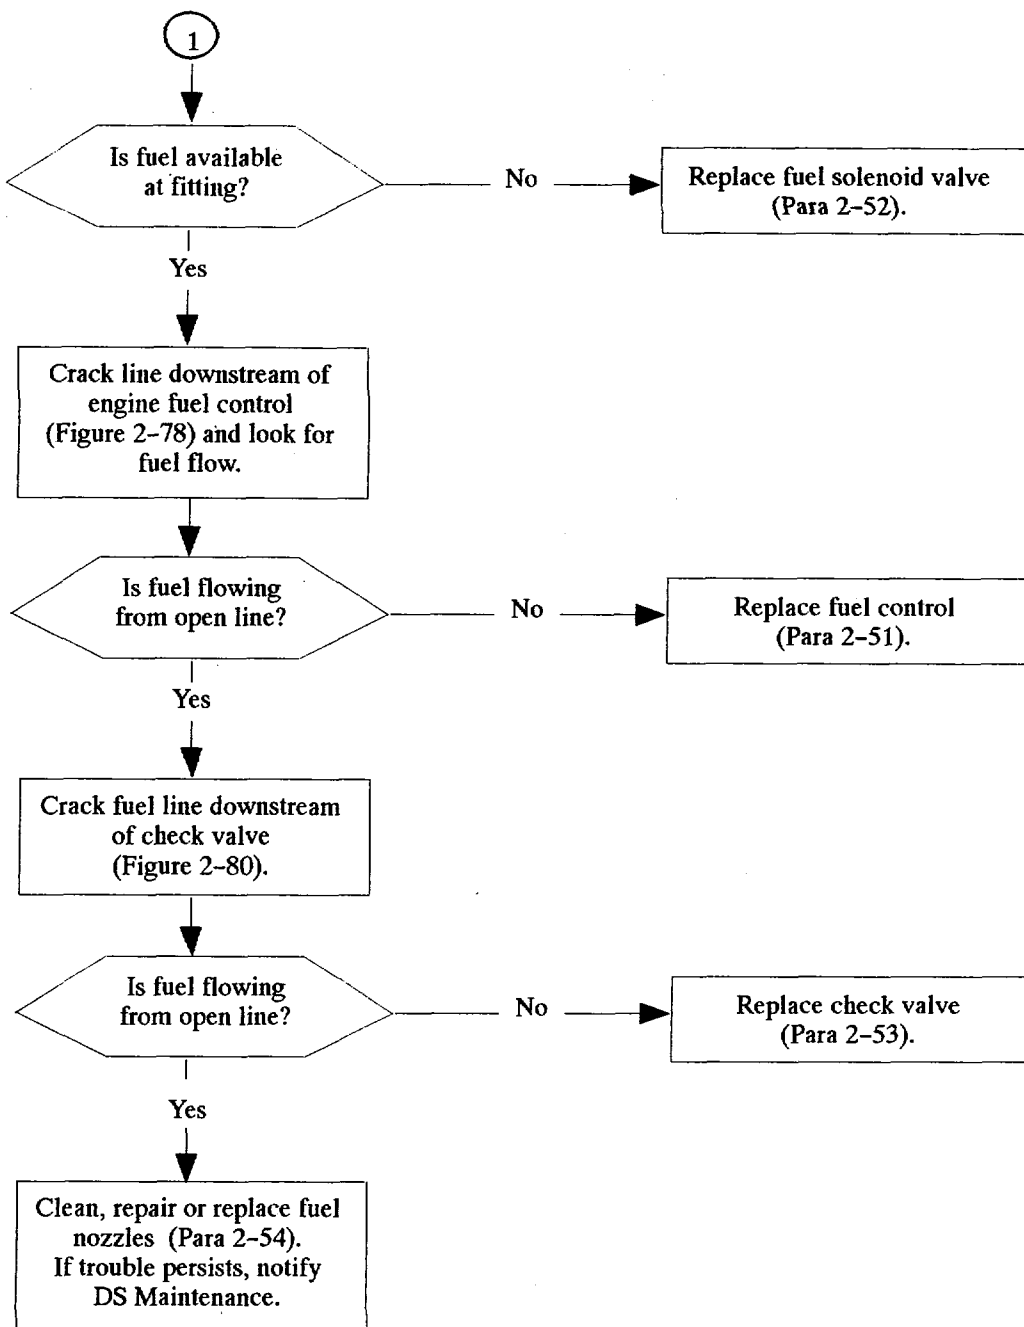 1
Is fuel available
at fitting?
No
Replace fuel solenoid valve
(Para 2–52).
Yes
Crack line downstream of
engine fuel control
(Figure 2–78) and look for
fuel flow.
Is fuel flowing
from open line?
No
Replace fuel control
(Para 2–51).
Yes
Crack fuel line downstream
of check valve
(Figure 2–80).
Is fuel flowing
from open line?
No
Replace check valve
(Para 2–53).
Yes
Clean, repair or replace fuel
nozzles (Para 2–54).
If trouble persists, notify
DS Maintenance.